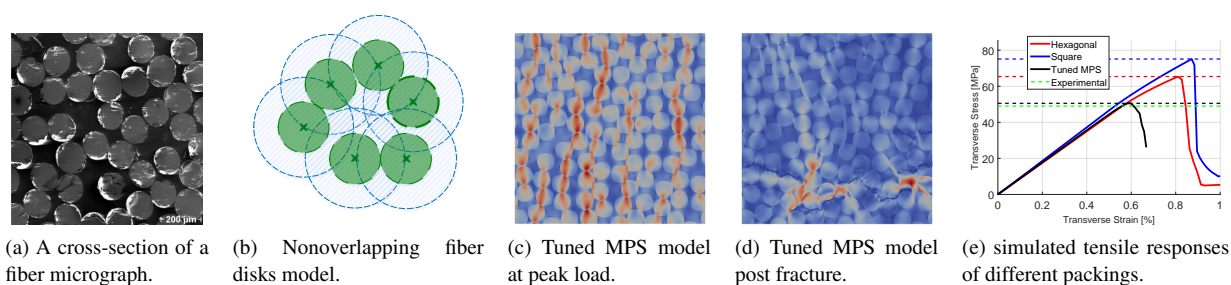 200 µm
Transverse Stress [MPa]
80
60
40
20
0
Hexagonal
Square
Tuned MPS
Experimental
0 0.2 0.4 0.6 0.8 1
Transverse Strain [%]
(a) A cross-section of a
fiber micrograph.
(b) Nonoverlapping fiber
disks model.
(c) Tuned MPS model
at peak load.
(d) Tuned MPS model
post fracture.
(e) simulated tensile responses
of different packings.